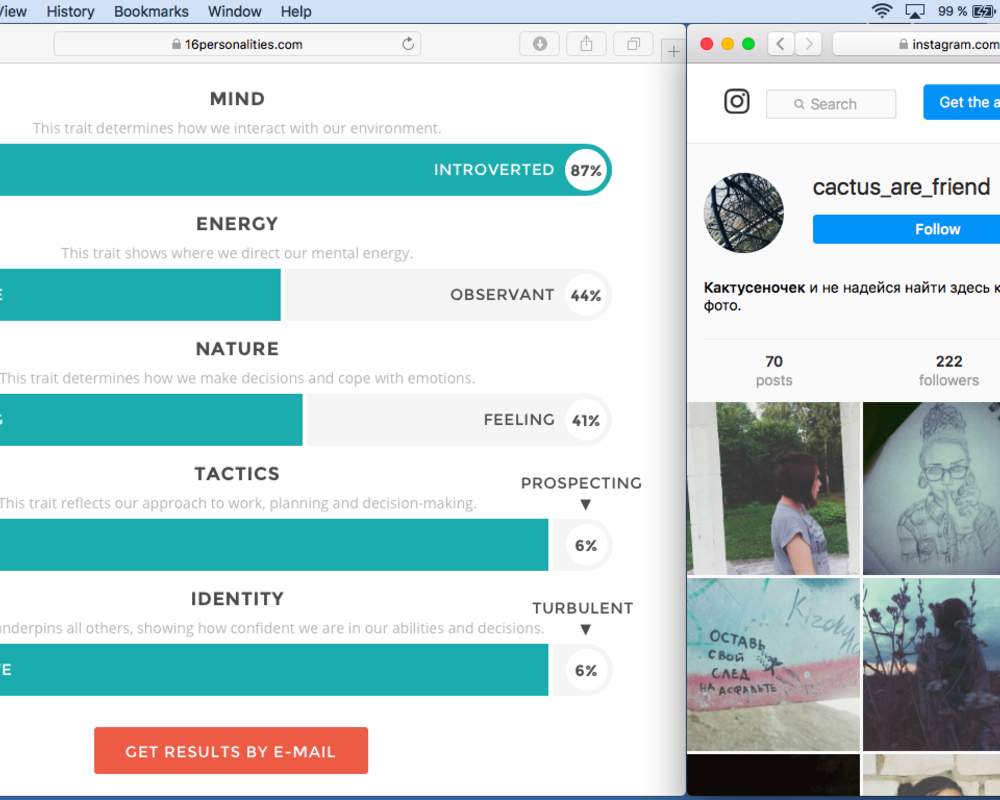 View History Bookmarks Window Help 99 %
16personalities.com
MIND
This trait determines how we interact with our environment.
INTROVERTED 87%
ENERGY
This trait shows where we direct our mental energy.
OBSERVANT 44%
NATURE
This trait determines how we make decisions and cope with emotions.
FEELING 41%
TACTICS
This trait reflects our approach to work, planning and decision-making.
PROSPECTING
6%
IDENTITY
underpins all others, showing how confident we are in our abilities and decisions.
TURBULENT
6%
GET RESULTS BY E-MAIL
instagram.com
Search
Get the a
cactus_are_friend
Follow
Кактусеночек и не надейся найти здесь к
фото.
70
posts
222
followers
ОСТАВЬ
СВОЙ
СЛЕД
НА АСФАЛЬТЕ